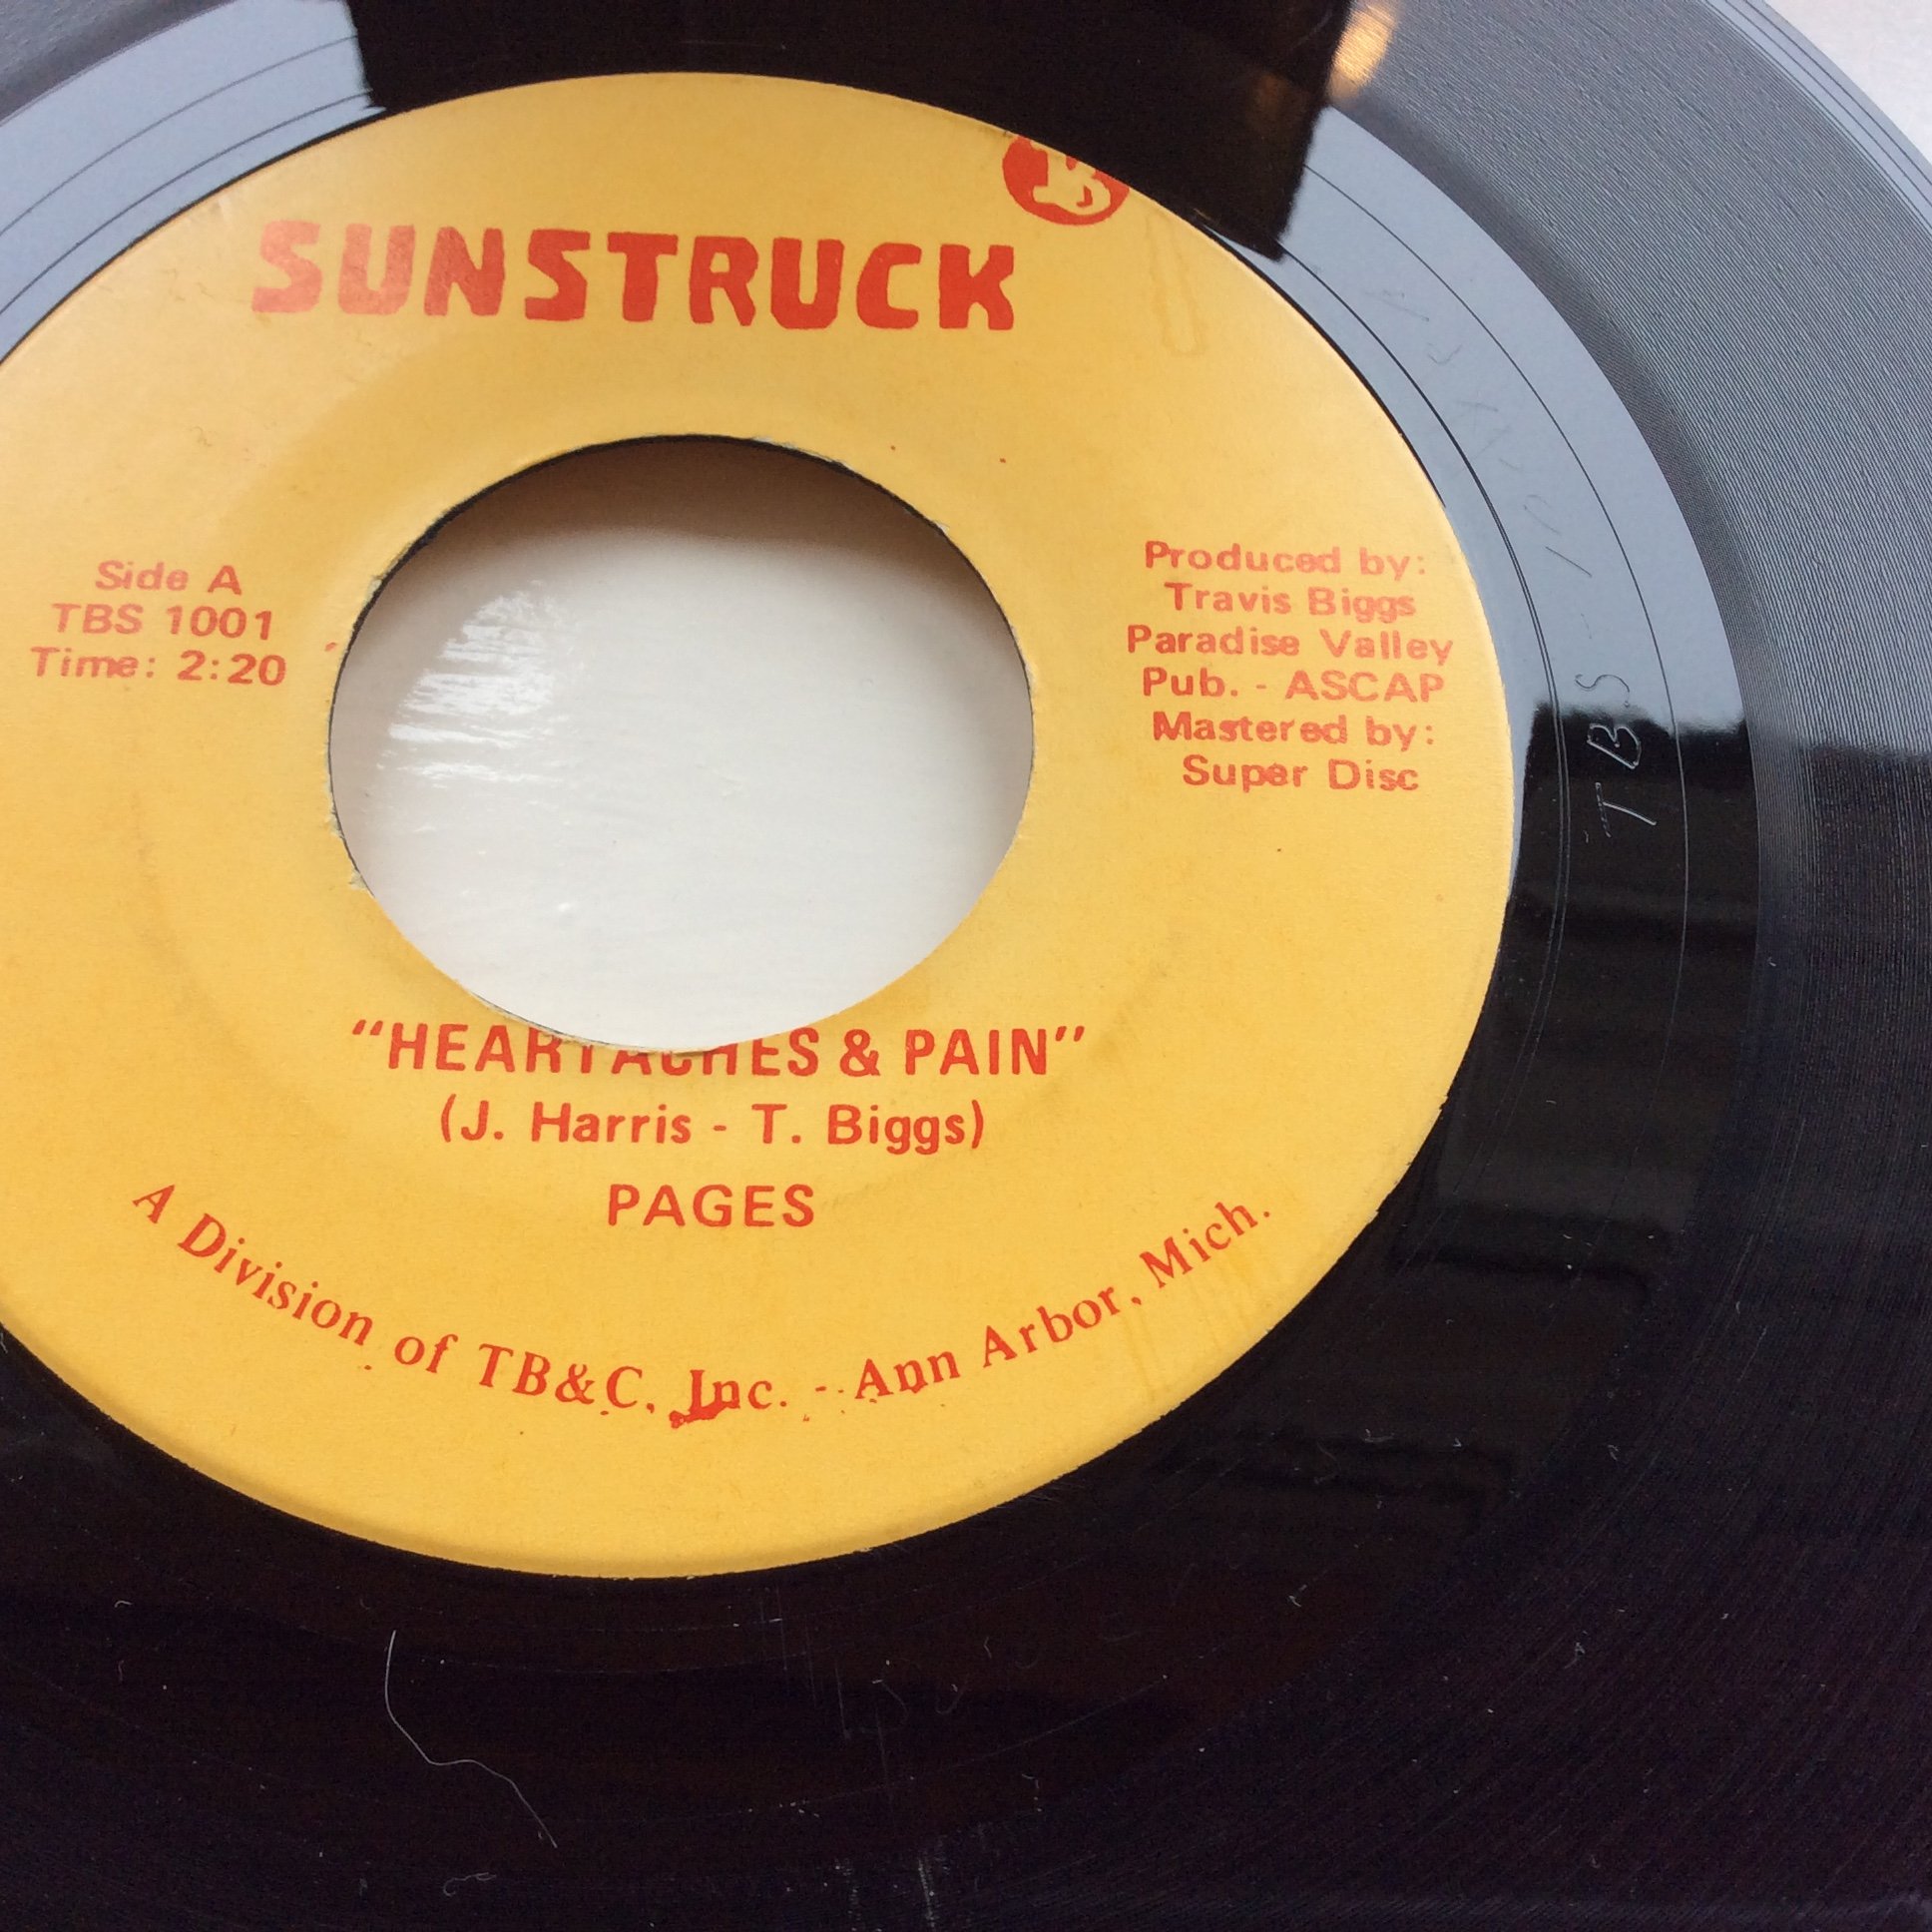 SUNSTRUCK
Side A
TBS 1001
Time: 2:20
Produced by:
Travis Biggs
Paradise Valley
Pub. - ASCAP
Mastered by:
Super Disc
"HEARTACHES & PAIN"
(J. Harris - T. Biggs)
PAGES
A Division of TB&C, Inc. - Ann Arbor, Mich.
TBS